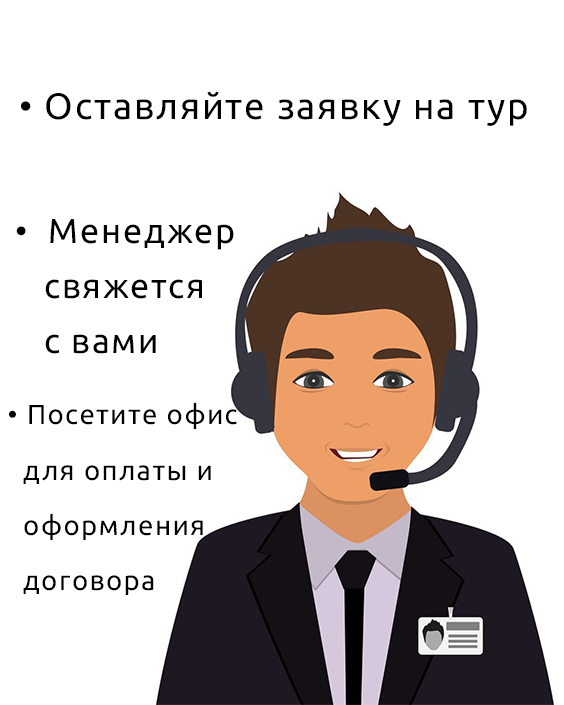 • Оставляйте заявку на тур
• Менеджер
свяжется
с вами
• Посетите офис
для оплаты и
оформления
договора